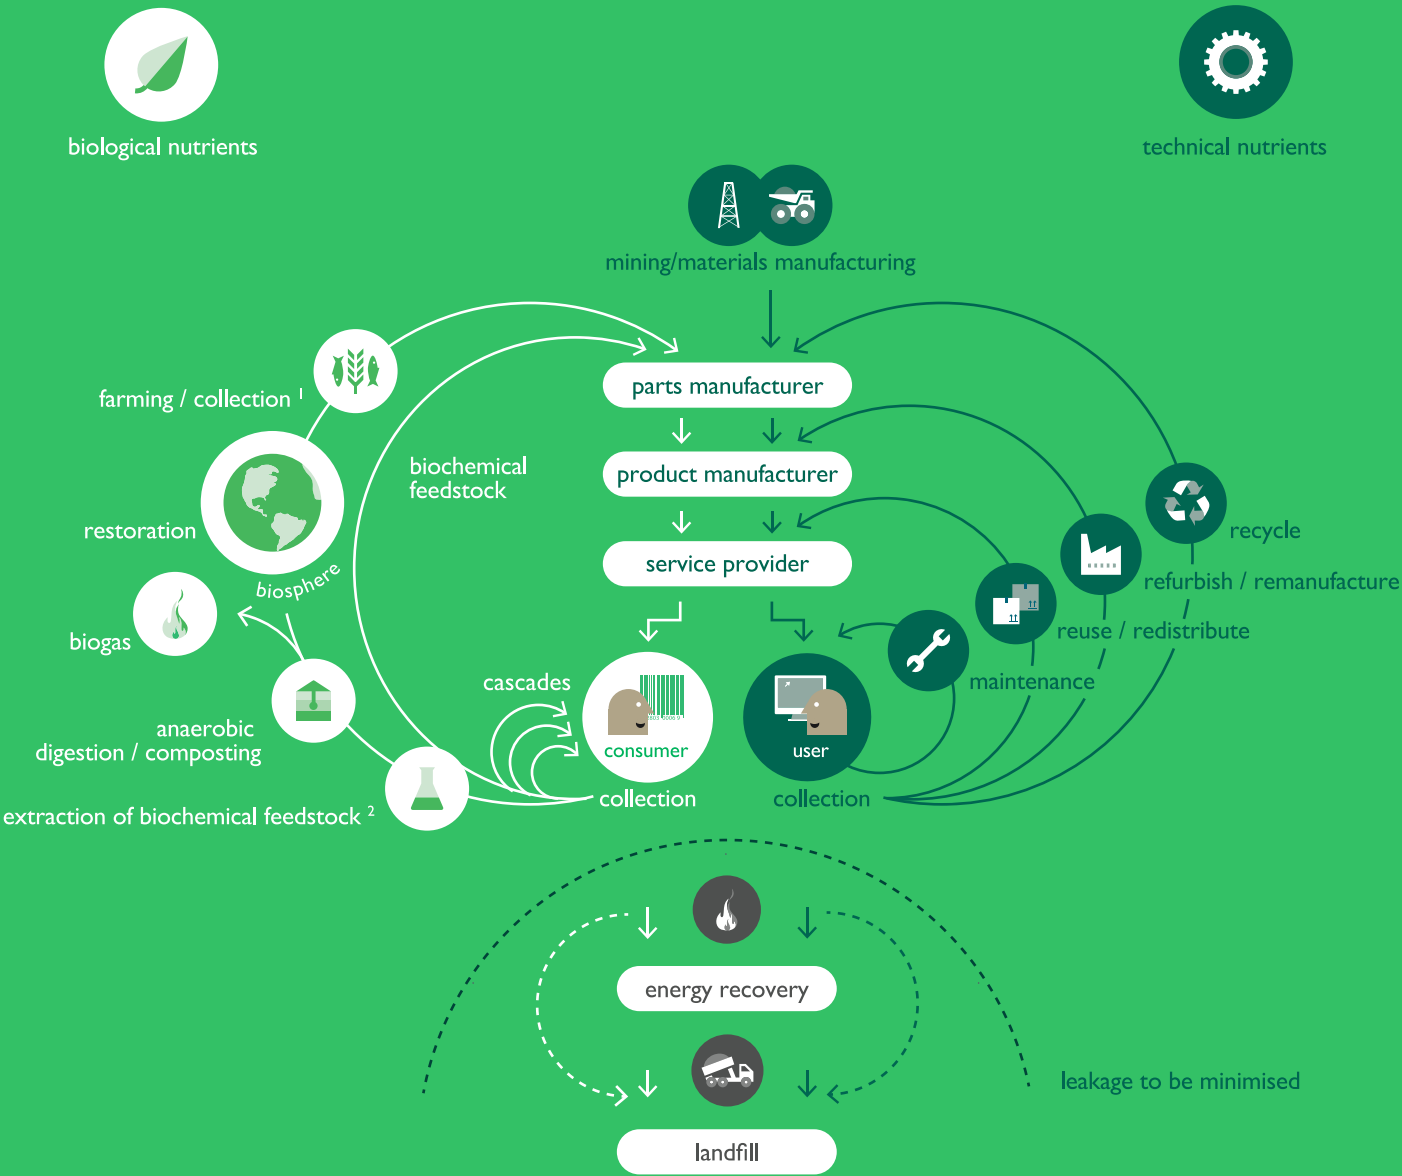 biological nutrients
technical nutrients
mining/materials manufacturing
parts manufacturer
farming / collection 1
biochemical
feedstock
product manufacturer
restoration
biosphere
recycle
service provider
refurbish / remanufacture
biogas
reuse / redistribute
cascades
maintenance
anaerobic
digestion / composting
consumer
user
collection
collection
extraction of biochemical feedstock 2
energy recovery
leakage to be minimised
landfill